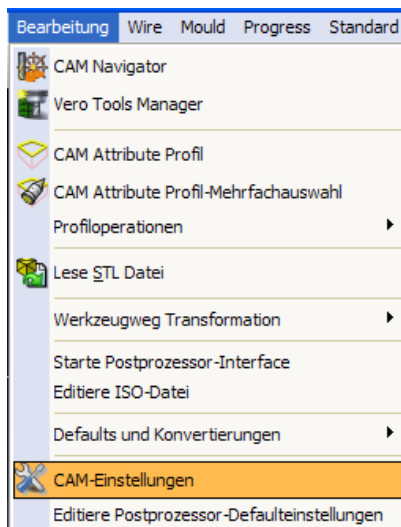 Bearbeitung Wire Mould Progress Standard
CAM Navigator
Vero Tools Manager
CAM Attribute Profil
CAM Attribute Profil-Mehrfachauswahl
Profiloperationen
Lese STL Datei
Werkzeugweg Transformation
Starte Postprozessor-Interface
Editiere ISO-Datei
Defaults und Konvertierungen
CAM-Einstellungen
Editiere Postprozessor-Defaulteinstellungen